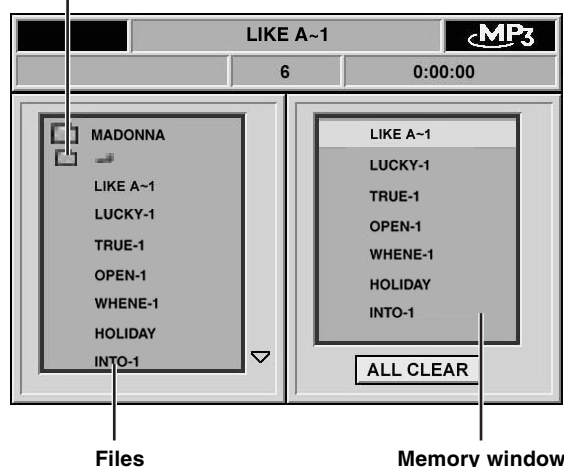 LIKE A~1
MP3
6
0:00:00
MADONNA
LIKE A~1
LUCKY-1
TRUE-1
OPEN-1
WHENE-1
HOLIDAY
INTO-1
LIKE A~1
LUCKY-1
TRUE-1
OPEN-1
WHENE-1
HOLIDAY
INTO-1
ALL CLEAR
Files
Memory window